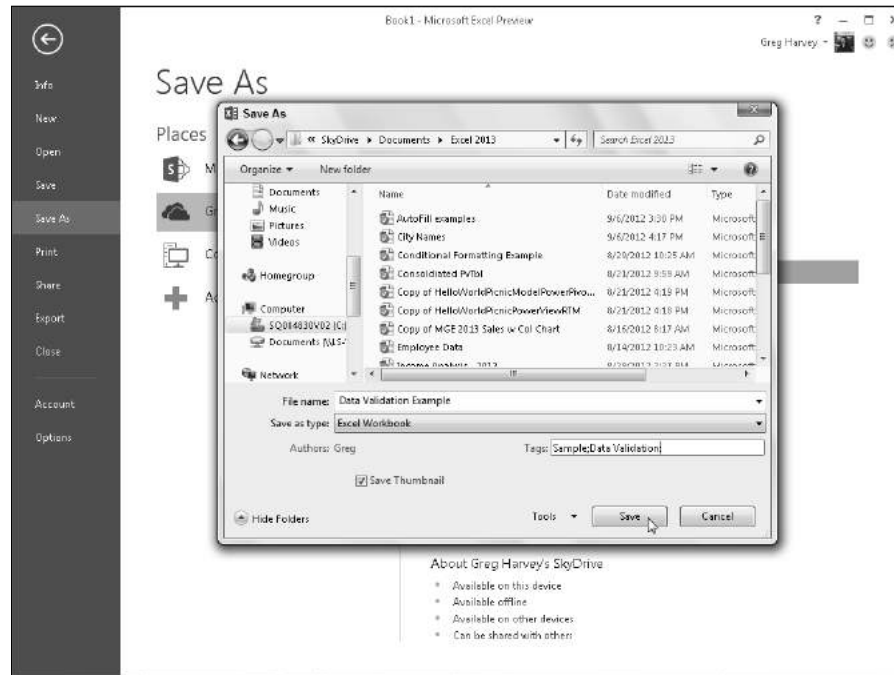 Book1 - Microsoft Excel Preview
?
Greg Harvey
Info
New
Open
Save
Save As
Print
Share
Export
Close
Account
Options
Save As
Places
Save As
« SkyDrive ▸ Documents ▸ Excel 2013
Search Excel 2013
Organize
New folder
Documents
Music
Pictures
Videos
Homegroup
Computer
Network
Name Date modified Type
AutoFill examples 9/6/2012 3:30 PM Microsoft
City Names 9/6/2012 4:17 PM Microsoft
Conditional Formatting Example 8/29/2012 10:25 AM Microsoft
Consoldiated PvTbl 8/21/2012 9:59 AM Microsoft
Copy of HelloWorldPicnicModelPowerPivo... 8/21/2012 4:19 PM Microsoft
Copy of HelloWorldPicnicPowerViewRTM 8/21/2012 4:18 PM Microsoft
Copy of MGE 2013 Sales w Col Chart 8/16/2012 8:17 AM Microsoft
Employee Data 8/14/2012 10:23 AM Microsoft
File name: Data Validation Example
Save as type: Excel Workbook
Authors: Greg
Tags: Sample;Data Validation
Save Thumbnail
Hide Folders
Tools
Save
Cancel
About Greg Harvey's SkyDrive
Available on this device
Available offline
Available on other devices
Can be shared with others